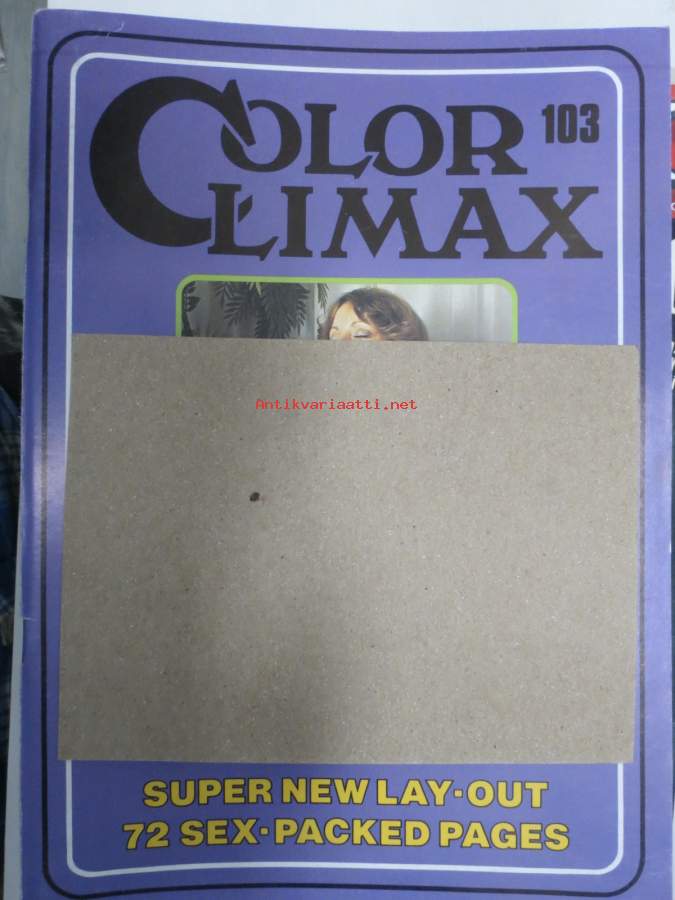 COLOR 103
CLIMAX
Antikvariaatti.net
SUPER NEW LAY-OUT
72 SEX-PACKED PAGES